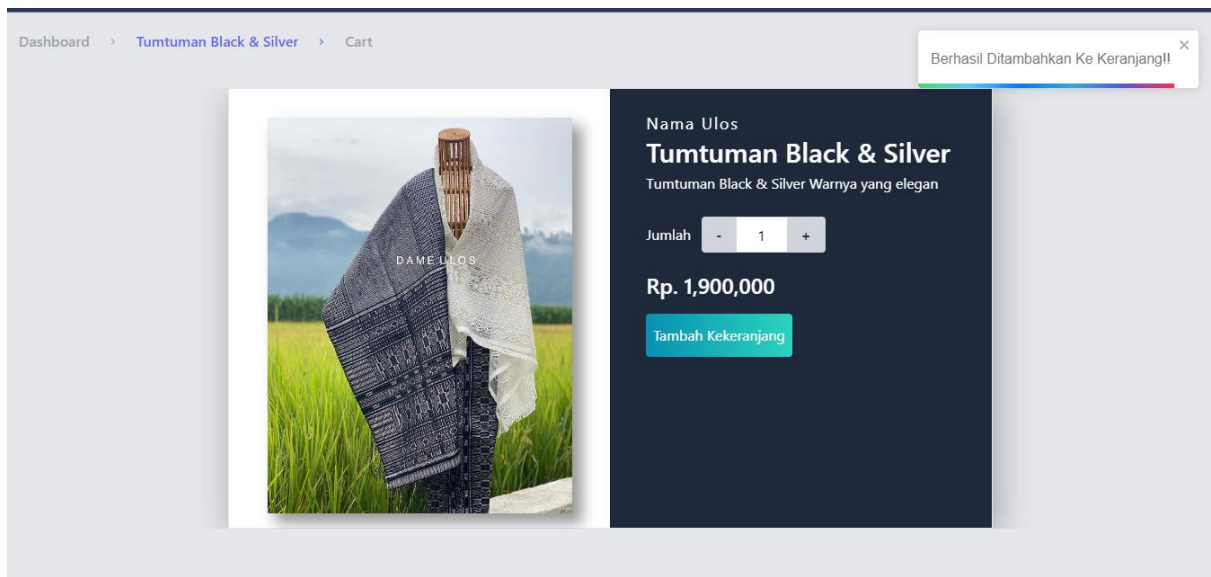 Dashboard > Tumtuman Black & Silver > Cart
Berhasil Ditambahkan Ke Keranjang!!
DAME ULOS
Nama Ulos
Tumtuman Black & Silver
Tumtuman Black & Silver Warnya yang elegan
Jumlah - 1 +
Rp. 1,900,000
Tambah Kekeranjang